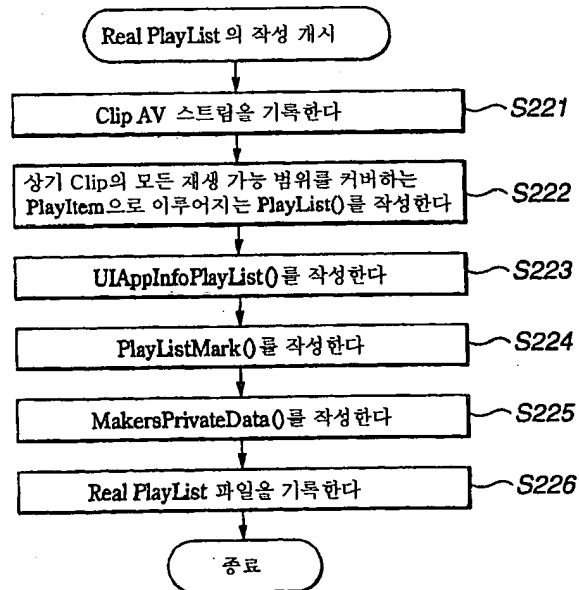 Real PlayList 의 작성 개시
Clip AV 스트림을 기록한다
S221
상기 Clip의 모든 재생 가능 범위를 커버하는
PlayItem으로 이루어지는 PlayList()를 작성한다
S222
UIAppInfoPlayList()를 작성한다
S223
PlayListMark()를 작성한다
S224
MakersPrivateData()를 작성한다
S225
Real PlayList 파일을 기록한다
S226
종료